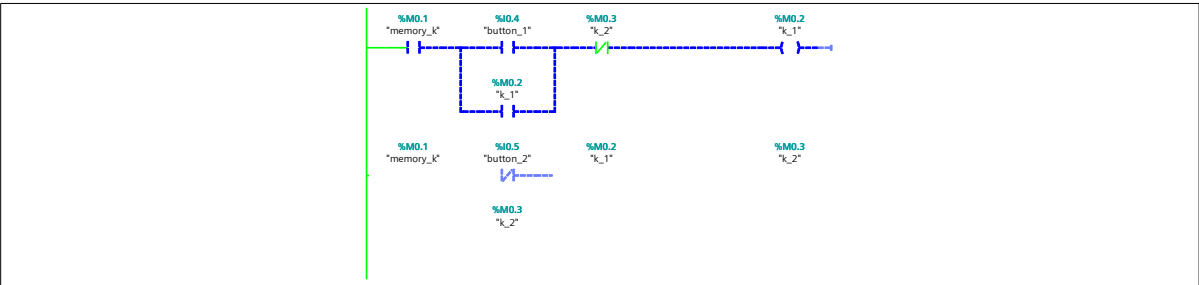 %M0.1 %I0.4 %M0.3 %M0.2
"memory_k" "button_1" "k_2" "k_1"
%M0.2
"k_1"
%M0.1 %I0.5 %M0.2 %M0.3
"memory_k" "button_2" "k_1" "k_2"
%M0.3
"k_2"